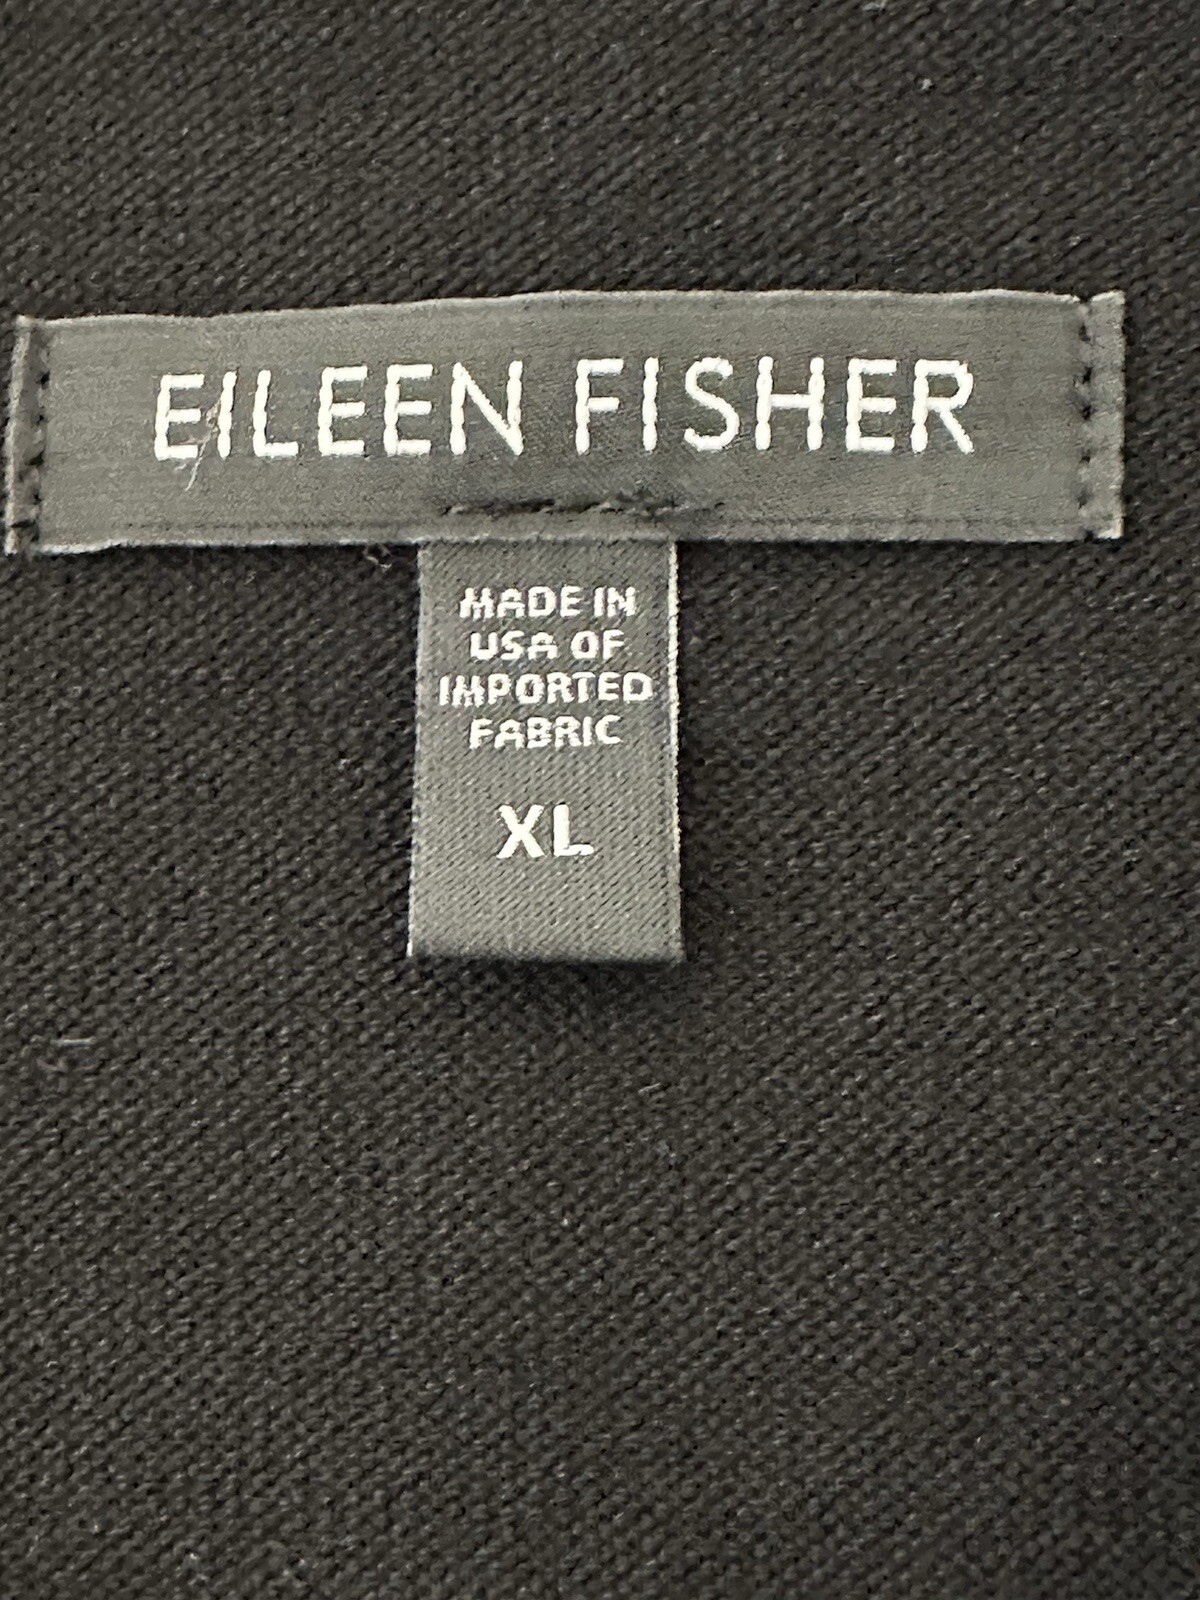 EILEEN FISHER
MADE IN
USA OF
IMPORTED
FABRIC
XL